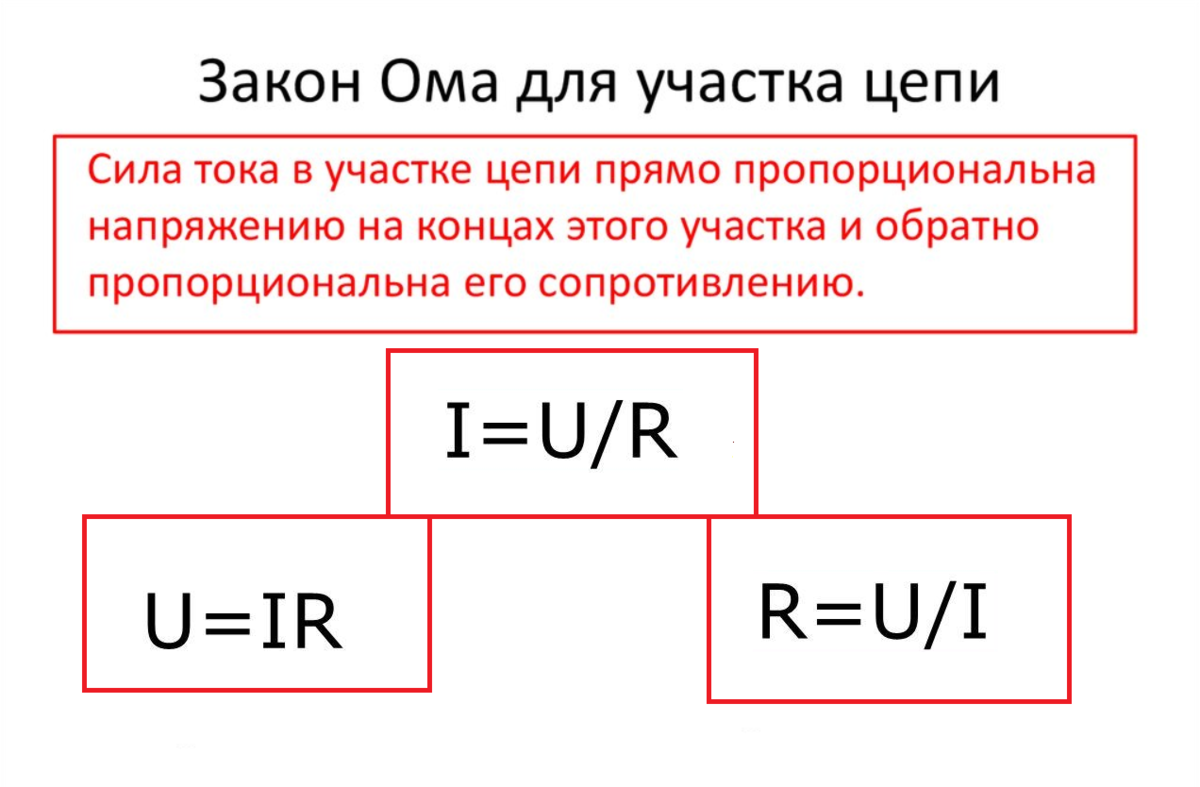 Закон Ома для участка цепи
Сила тока в участке цепи прямо пропорциональна
напряжению на концах этого участка и обратно
пропорциональна его сопротивлению.
I=U/R
U=IR
R=U/I